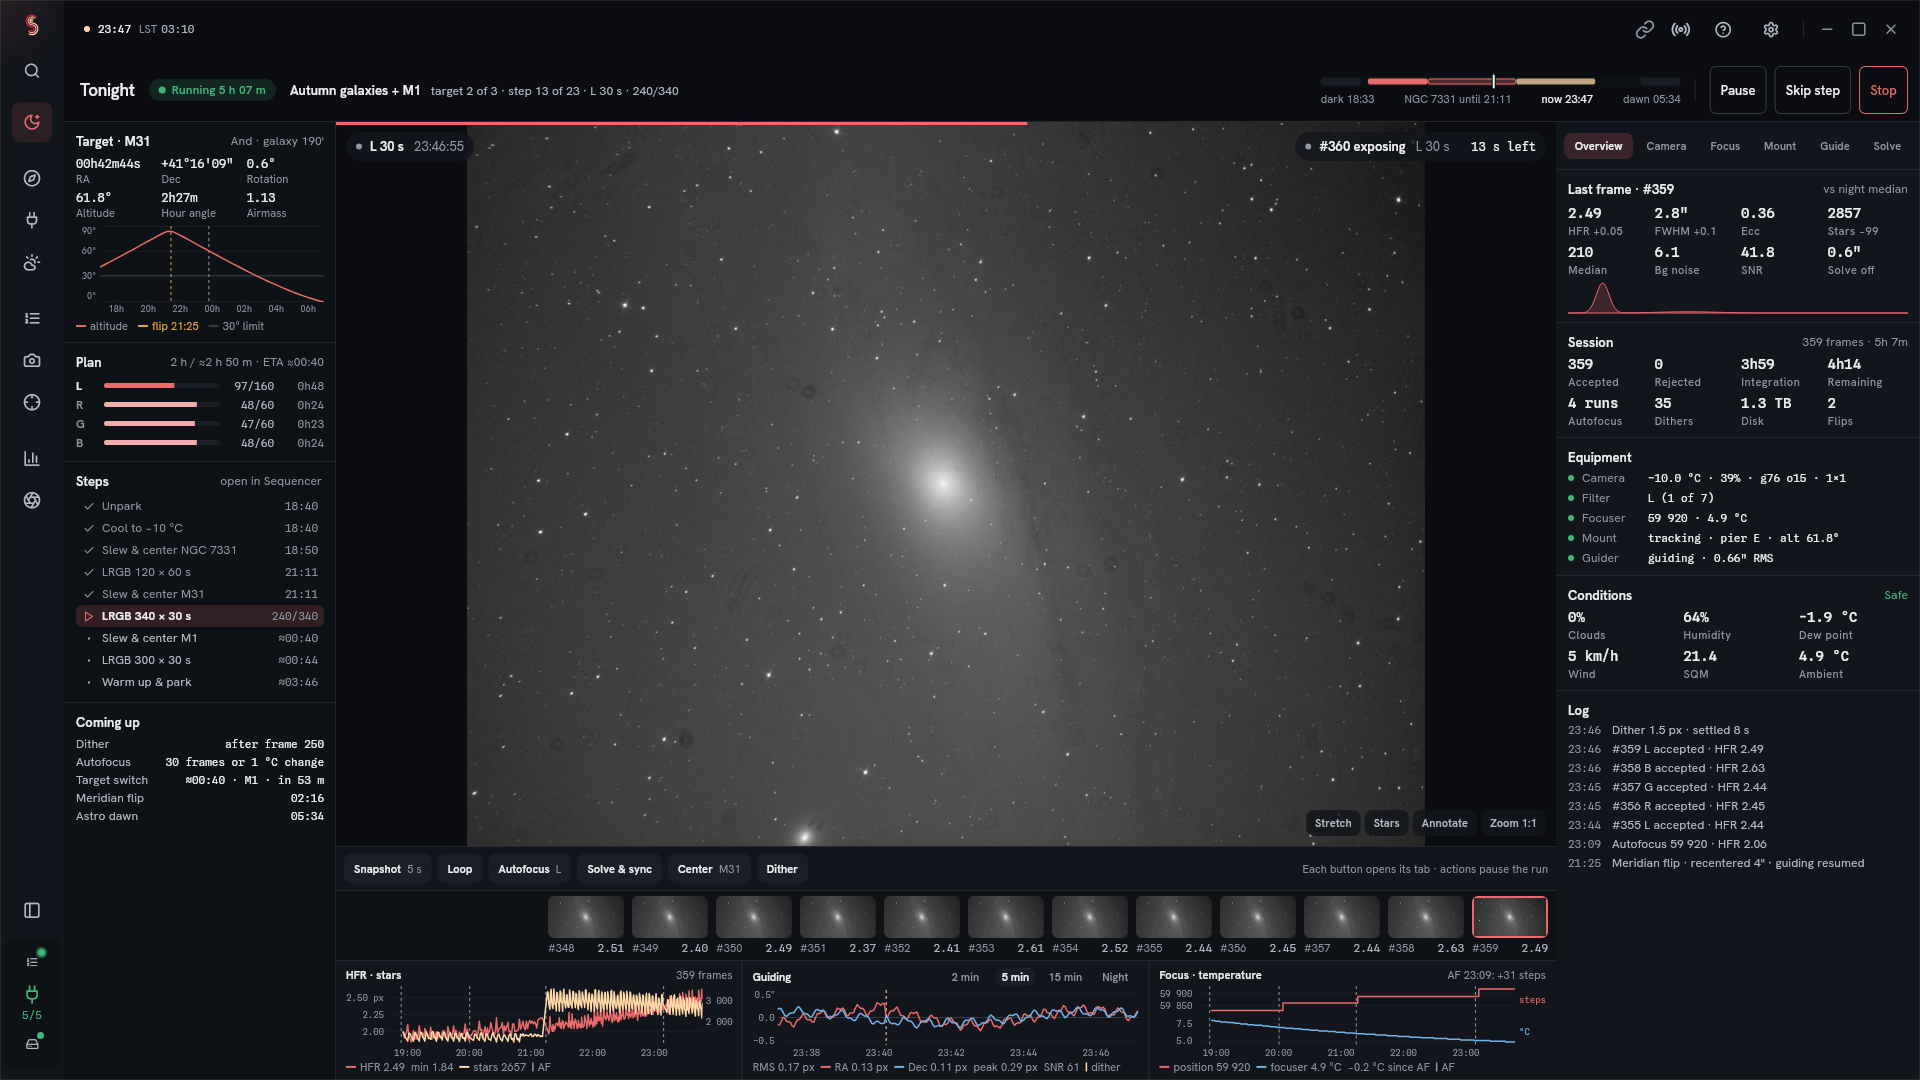 23:47 LST 03:10
Tonight Running 5 h 07 m Autumn galaxies + M1 target 2 of 3 · step 13 of 23 · L 30 s · 240/340
dark 18:33 NGC 7331 until 21:11 now 23:47 dawn 05:34
Pause Skip step Stop
Target · M31 And · galaxy 190'
00h42m44s +41°16'09" 0.6°
RA Dec Rotation
61.8° 2h27m 1.13
Altitude Hour angle Airmass
90°
60°
30°
0°
18h 20h 22h 00h 02h 04h 06h
altitude flip 21:25 30° limit
Plan 2 h / ≈2 h 50 m · ETA ≈00:40
L 97/160 0h48
R 48/60 0h24
G 47/60 0h23
B 48/60 0h24
Steps open in Sequencer
Unpark 18:40
Cool to −10 °C 18:40
Slew & center NGC 7331 18:50
LRGB 120 × 60 s 21:11
Slew & center M31 21:11
LRGB 340 × 30 s 240/340
Slew & center M1 ≈00:40
LRGB 300 × 30 s ≈00:44
Warm up & park ≈03:46
Coming up
Dither after frame 250
Autofocus 30 frames or 1 °C change
Target switch ≈00:40 · M1 · in 53 m
Meridian flip 02:16
Astro dawn 05:34
5/5
L 30 s 23:46:55
#360 exposing L 30 s 13 s left
Stretch Stars Annotate Zoom 1:1
Snapshot 5 s Loop Autofocus L Solve & sync Center M31 Dither
Each button opens its tab · actions pause the run
#348 2.51 #349 2.40 #350 2.49 #351 2.37 #352 2.41 #353 2.61 #354 2.52 #355 2.44 #356 2.45 #357 2.44 #358 2.63 #359 2.49
HFR · stars 359 frames
2.50 px
2.25
2.00
3 000
2 000
19:00 20:00 21:00 22:00 23:00
HFR 2.49 min 1.84 stars 2657 AF
Guiding 2 min 5 min 15 min Night
0.5"
0.0
−0.5
23:38 23:40 23:42 23:44 23:46
RMS 0.17 px RA 0.13 px Dec 0.11 px peak 0.29 px SNR 61 dither
Focus · temperature AF 23:09: +31 steps
59 900
59 850
7.5
5.0
steps
°C
19:00 20:00 21:00 22:00 23:00
position 59 920 focuser 4.9 °C −0.2 °C since AF AF
Overview Camera Focus Mount Guide Solve
Last frame · #359 vs night median
2.49 2.8" 0.36 2857
HFR +0.05 FWHM +0.1 Ecc Stars −99
210 6.1 41.8 0.6"
Median Bg noise SNR Solve off
Session 359 frames · 5h 7m
359 0 3h59 4h14
Accepted Rejected Integration Remaining
4 runs 35 1.3 TB 2
Autofocus Dithers Disk Flips
Equipment
Camera −10.0 °C · 39% · g76 o15 · 1×1
Filter L (1 of 7)
Focuser 59 920 · 4.9 °C
Mount tracking · pier E · alt 61.8°
Guider guiding · 0.66" RMS
Conditions Safe
0% 64% −1.9 °C
Clouds Humidity Dew point
5 km/h 21.4 4.9 °C
Wind SQM Ambient
Log
23:46 Dither 1.5 px · settled 8 s
23:46 #359 L accepted · HFR 2.49
23:46 #358 B accepted · HFR 2.63
23:45 #357 G accepted · HFR 2.44
23:45 #356 R accepted · HFR 2.45
23:44 #355 L accepted · HFR 2.44
23:09 Autofocus 59 920 · HFR 2.06
21:25 Meridian flip · recentered 4" · guiding resumed